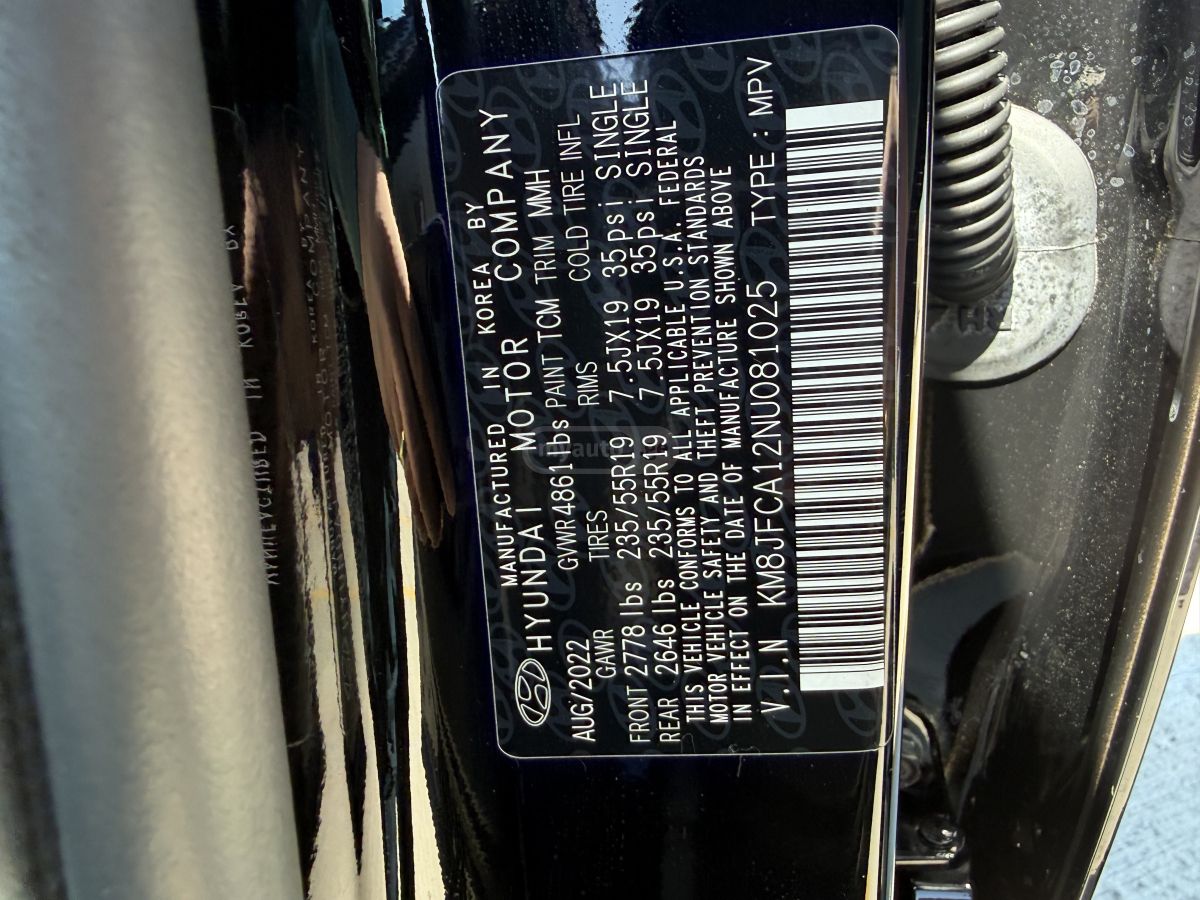 MANUFACTURED IN KOREA BY
HYUNDAI MOTOR COMPANY
AUG/2022 GVWR4861lbs PAINT TCM TRIM MMH
GAWR TIRES RIMS COLD TIRE INFL
FRONT 2778 lbs 235/55R19 7.5JX19 35psi SINGLE
REAR 2646 lbs 235/55R19 7.5JX19 35psi SINGLE
THIS VEHICLE CONFORMS TO ALL APPLICABLE U.S.A. FEDERAL
MOTOR VEHICLE SAFETY AND THEFT PREVENTION STANDARDS
IN EFFECT ON THE DATE OF MANUFACTURE SHOWN ABOVE
V.I.N KM8JFCA12NU081025 TYPE : MPV
RH